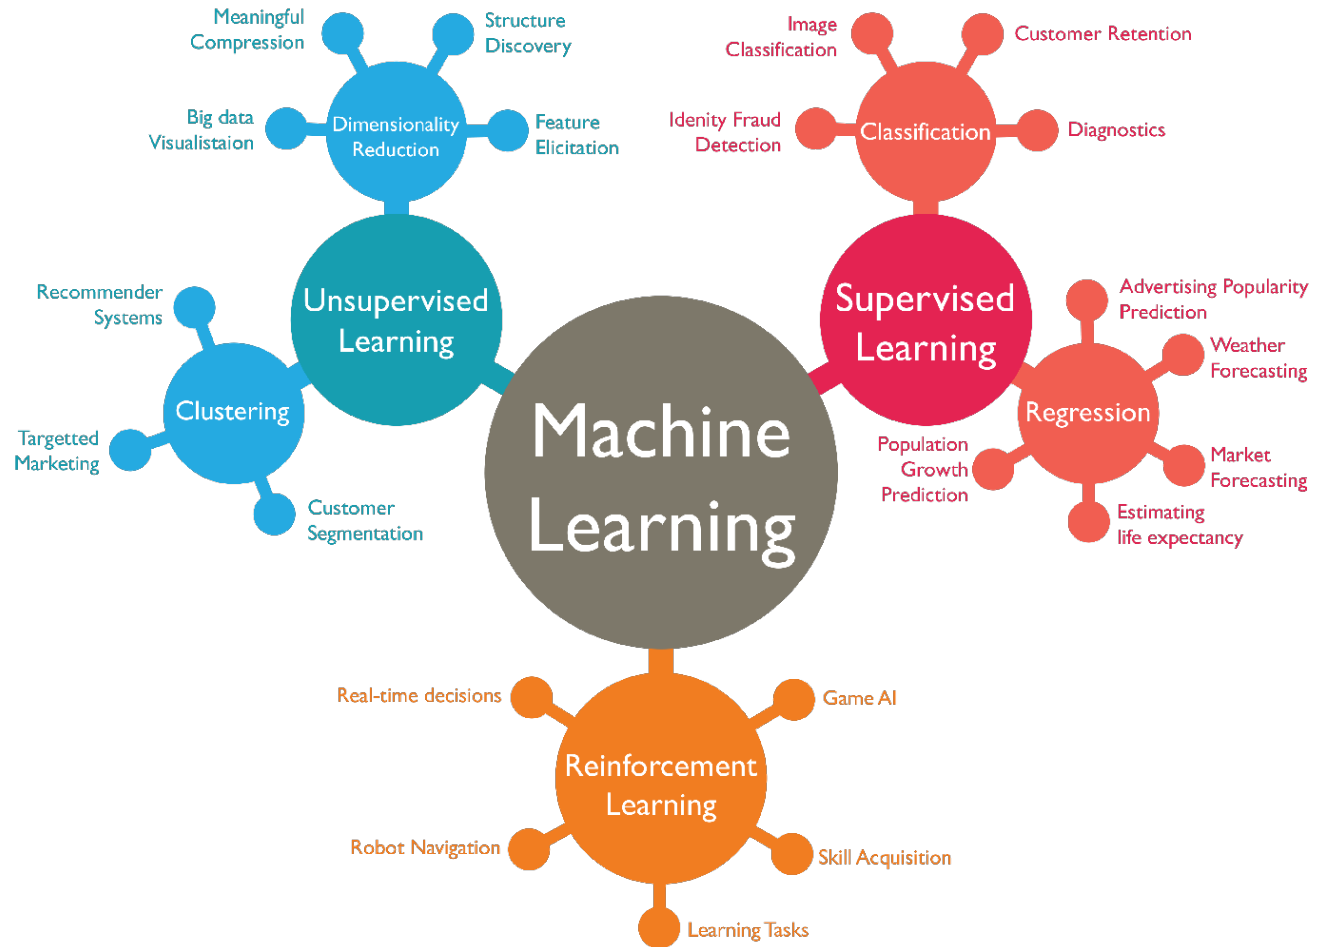 Meaningful
Compression
Structure
Discovery
Big data
Visualistaion
Dimensionality
Reduction
Feature
Elicitation
Image
Classification
Customer Retention
Idenity Fraud
Detection
Classification
Diagnostics
Recommender
Systems
Unsupervised
Learning
Clustering
Targetted
Marketing
Customer
Segmentation
Machine
Learning
Supervised
Learning
Advertising Popularity
Prediction
Weather
Forecasting
Regression
Population
Growth
Prediction
Market
Forecasting
Estimating
life expectancy
Real-time decisions
Game AI
Reinforcement
Learning
Robot Navigation
Skill Acquisition
Learning Tasks